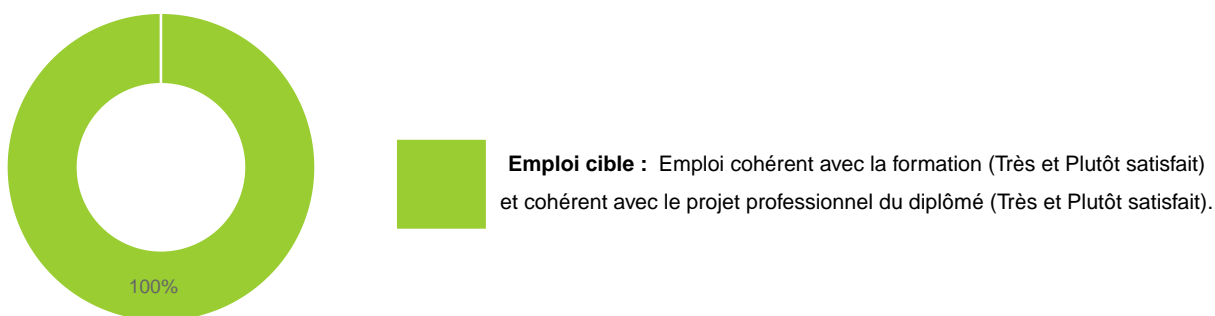 Emploi cible : Emploi cohérent avec la formation (Très et Plutôt satisfait)
et cohérent avec le projet professionnel du diplômé (Très et Plutôt satisfait).
100%